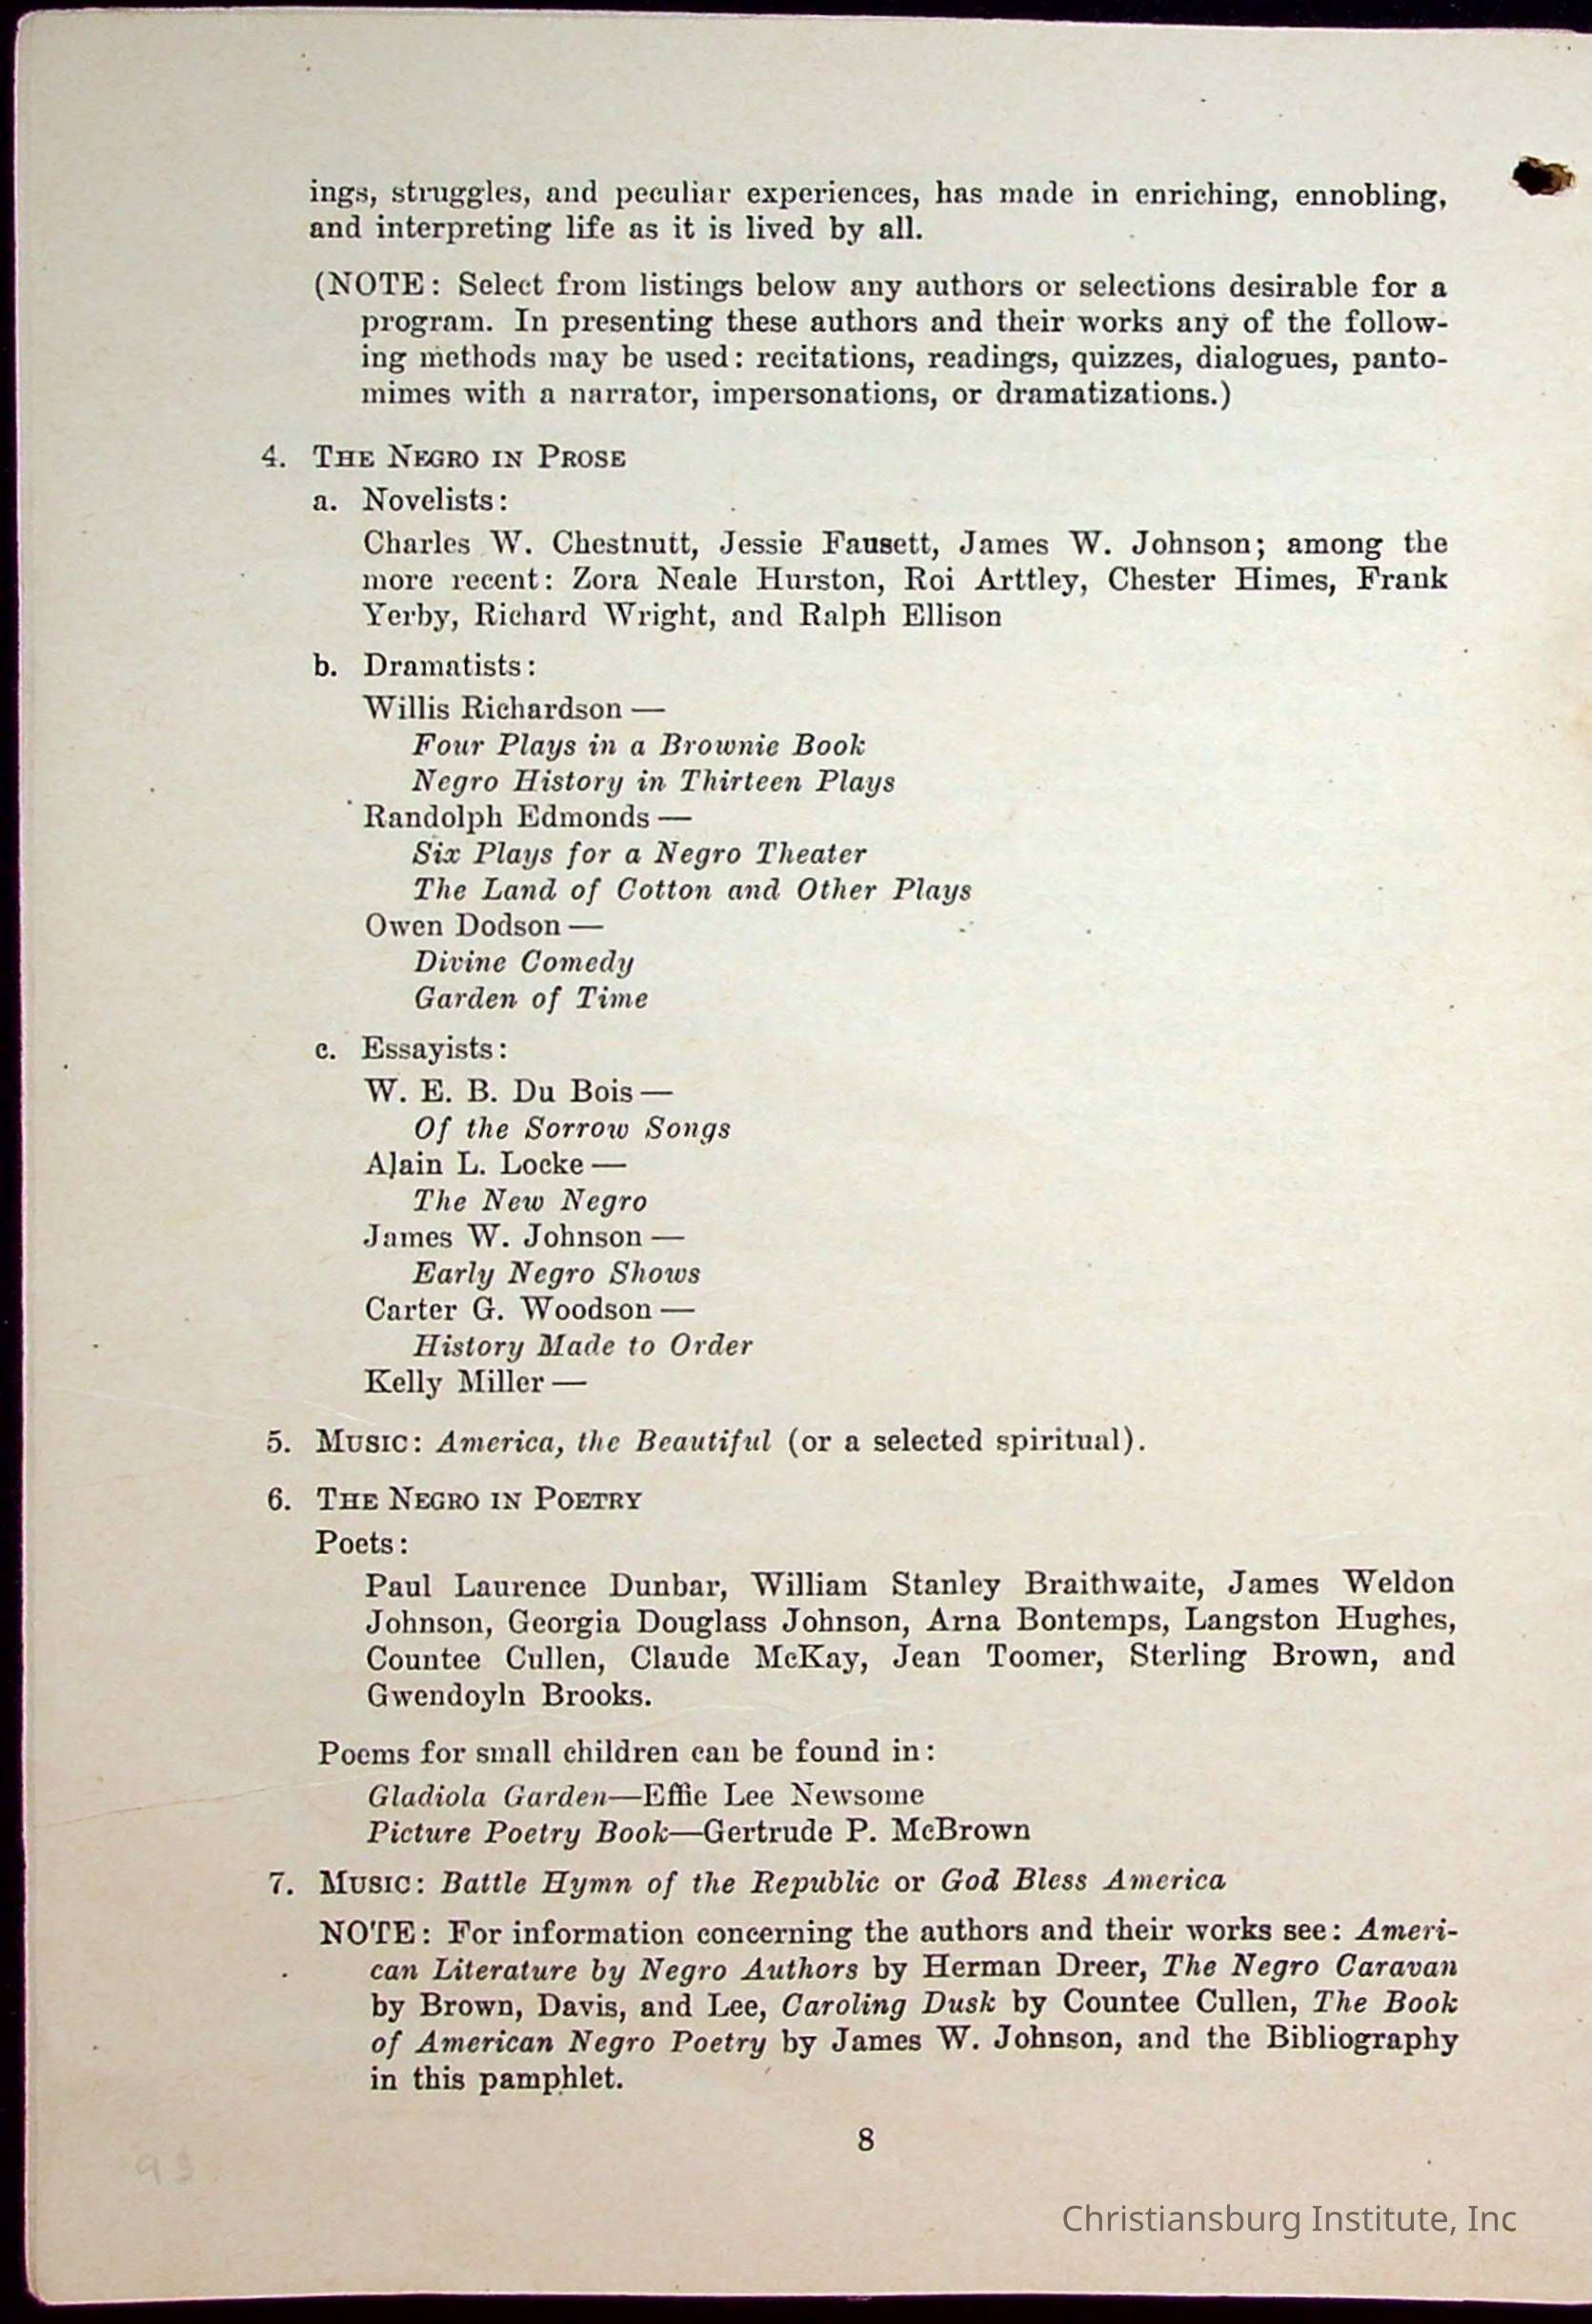 ings, struggles, and peculiar experiences, has made in enriching, ennobling,
and interpreting life as it is lived by all.
(NOTE: Select from listings below any authors or selections desirable for a
program. In presenting these authors and their works any of the follow-
ing methods may be used: recitations, readings, quizzes, dialogues, panto-
mimes with a narrator, impersonations, or dramatizations.)
4. THE NEGRO IN PROSE
a. Novelists:
Charles W. Chestnutt, Jessie Fausett, James W. Johnson; among the
more recent: Zora Neale Hurston, Roi Arttley, Chester Himes, Frank
Yerby, Richard Wright, and Ralph Ellison
b. Dramatists:
Willis Richardson —
Four Plays in a Brownie Book
Negro History in Thirteen Plays
Randolph Edmonds —
Six Plays for a Negro Theater
The Land of Cotton and Other Plays
Owen Dodson —
Divine Comedy
Garden of Time
c. Essayists:
W. E. B. Du Bois —
Of the Sorrow Songs
Alain L. Locke —
The New Negro
James W. Johnson —
Early Negro Shows
Carter G. Woodson —
History Made to Order
Kelly Miller —
5. MUSIC: America, the Beautiful (or a selected spiritual).
6. THE NEGRO IN POETRY
Poets:
Paul Laurence Dunbar, William Stanley Braithwaite, James Weldon
Johnson, Georgia Douglass Johnson, Arna Bontemps, Langston Hughes,
Countee Cullen, Claude McKay, Jean Toomer, Sterling Brown, and
Gwendoyln Brooks.
Poems for small children can be found in:
Gladiola Garden—Effie Lee Newsome
Picture Poetry Book—Gertrude P. McBrown
7. MUSIC: Battle Hymn of the Republic or God Bless America
NOTE: For information concerning the authors and their works see: Ameri-
can Literature by Negro Authors by Herman Dreer, The Negro Caravan
by Brown, Davis, and Lee, Caroling Dusk by Countee Cullen, The Book
of American Negro Poetry by James W. Johnson, and the Bibliography
in this pamphlet.
8
93
Christiansburg Institute, Inc